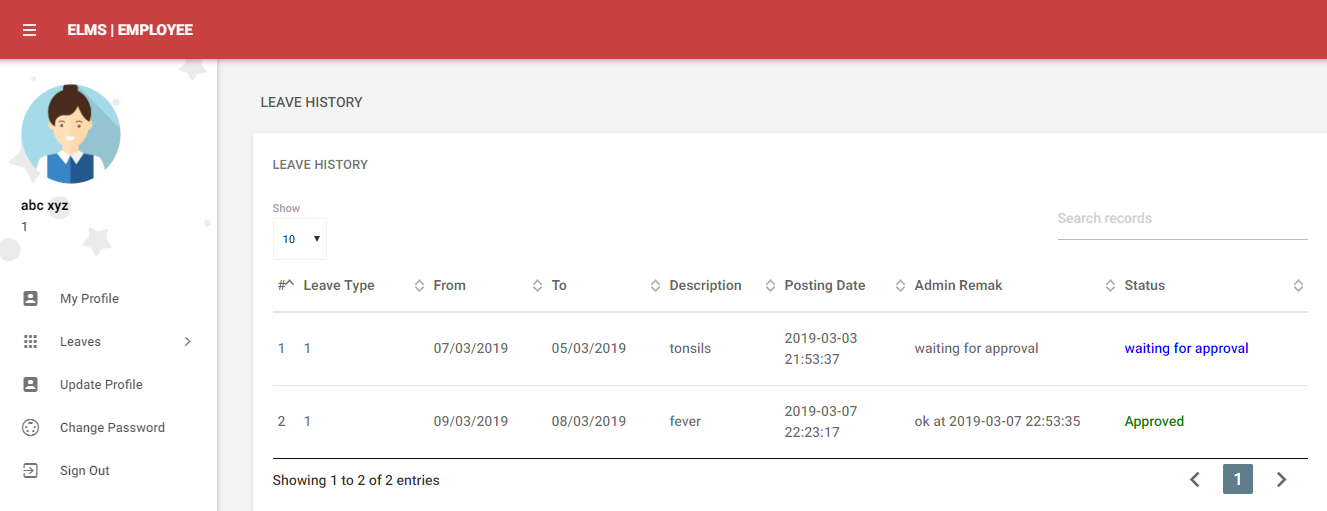 ELMS | EMPLOYEE
abc xyz
1
My Profile
Leaves
Update Profile
Change Password
Sign Out
LEAVE HISTORY
LEAVE HISTORY
Show
10
Search records
# Leave Type From To Description Posting Date Admin Remak Status
1 1 07/03/2019 05/03/2019 tonsils 2019-03-03 21:53:37 waiting for approval waiting for approval
2 1 09/03/2019 08/03/2019 fever 2019-03-07 22:23:17 ok at 2019-03-07 22:53:35 Approved
Showing 1 to 2 of 2 entries
1